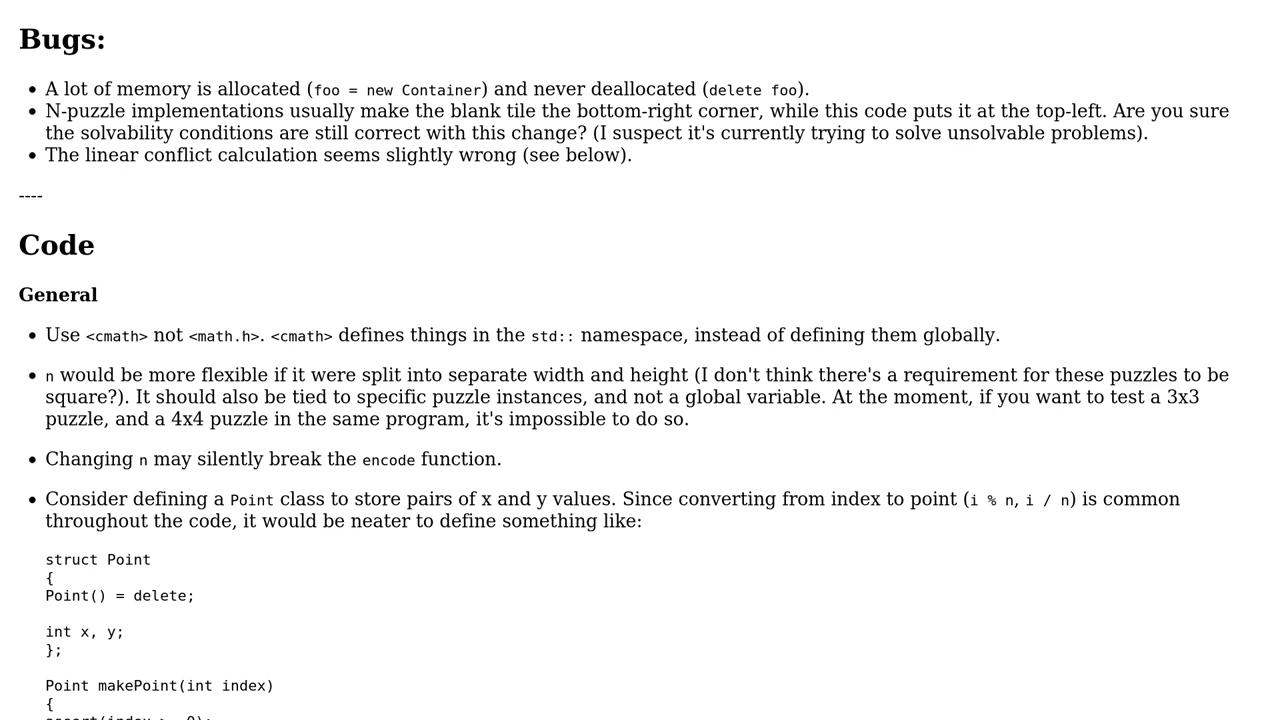 Bugs:
• A lot of memory is allocated (foo = new Container) and never deallocated (delete foo).
• N-puzzle implementations usually make the blank tile the bottom-right corner, while this code puts it at the top-left. Are you sure
the solvability conditions are still correct with this change? (I suspect it's currently trying to solve unsolvable problems).
• The linear conflict calculation seems slightly wrong (see below).
----
Code
General
• Use <cmath> not <math.h>. <cmath> defines things in the std:: namespace, instead of defining them globally.
• n would be more flexible if it were split into separate width and height (I don't think there's a requirement for these puzzles to be
square?). It should also be tied to specific puzzle instances, and not a global variable. At the moment, if you want to test a 3x3
puzzle, and a 4x4 puzzle in the same program, it's impossible to do so.
• Changing n may silently break the encode function.
• Consider defining a Point class to store pairs of x and y values. Since converting from index to point (i % n, i / n) is common
throughout the code, it would be neater to define something like:
struct Point
{
Point() = delete;
int x, y;
};
Point makePoint(int index)
{